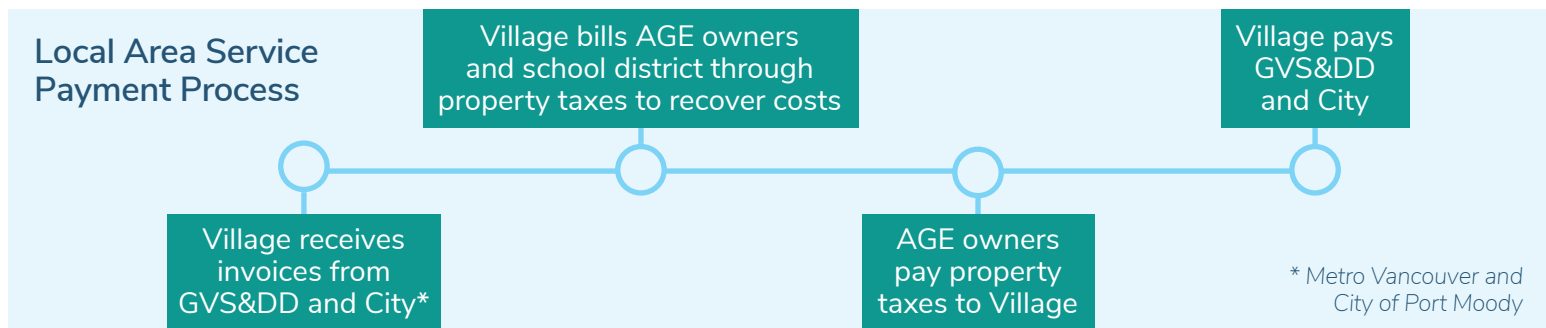 Local Area Service
Payment Process
Village receives
invoices from
GVS&DD and City*
Village bills AGE owners
and school district through
property taxes to recover costs
AGE owners
pay property
taxes to Village
Village pays
GVS&DD
and City
* Metro Vancouver and
City of Port Moody